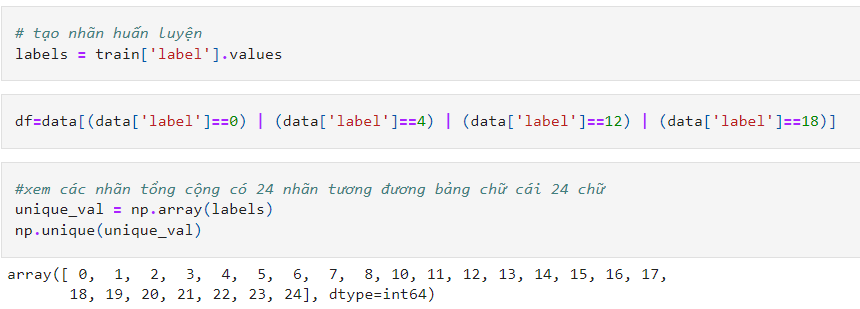 # tạo nhãn huấn luyện
labels = train['label'].values
df=data[(data['label']==0) | (data['label']==4) | (data['label']==12) | (data['label']==18)]
#xem các nhãn tổng cộng có 24 nhãn tương đương bảng chữ cái 24 chữ
unique_val = np.array(labels)
np.unique(unique_val)
array([ 0,  1,  2,  3,  4,  5,  6,  7,  8, 10, 11, 12, 13, 14, 15, 16, 17,
       18, 19, 20, 21, 22, 23, 24], dtype=int64)